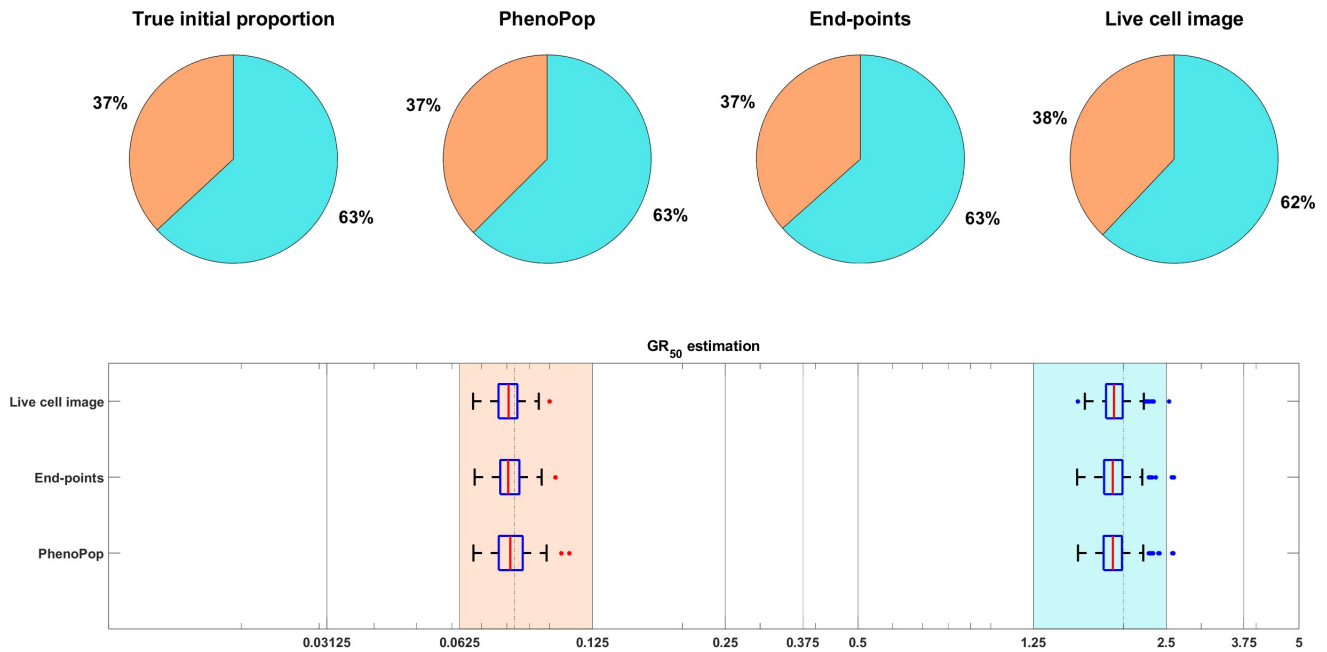 True initial proportion
PhenoPop
End-points
Live cell image
37%
63%
37%
63%
37%
63%
38%
62%
GR50 estimation
Live cell image
End-points
PhenoPop
0.03125
0.0625
0.125
0.25
0.375
0.5
1.25
2.5
3.75
5